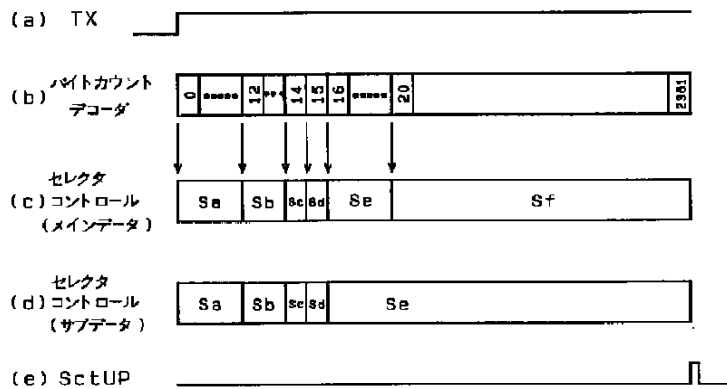 (a) TX
(b) バイトカウント
デコーダ
0 ..... 12 ... 14 15 16 ..... 20 2361
セレクタ
(c) コントロール
(メインデータ)
Sa Sb Sc Sd Se Sf
セレクタ
(d) コントロール
(サブデータ)
Sa Sb Sc Sd Se
(e) SctUP